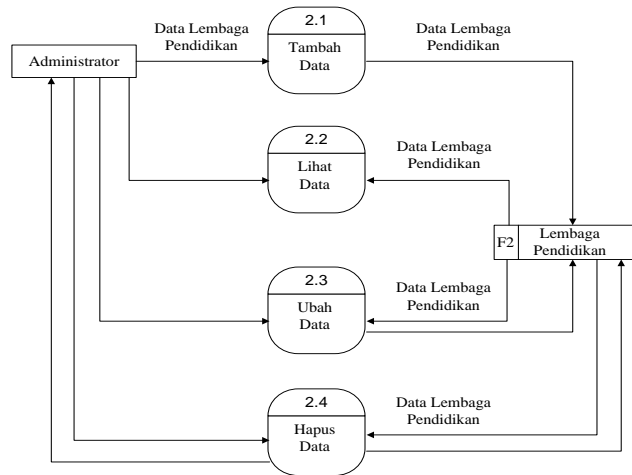 2.1
Data Lembaga
Pendidikan
Data Lembaga
Pendidikan
Administrator
Tambah
Data
2.2
Data Lembaga
Pendidikan
Lihat
Data
F2
Lembaga
Pendidikan
2.3
Data Lembaga
Pendidikan
Ubah
Data
2.4
Data Lembaga
Pendidikan
Hapus
Data